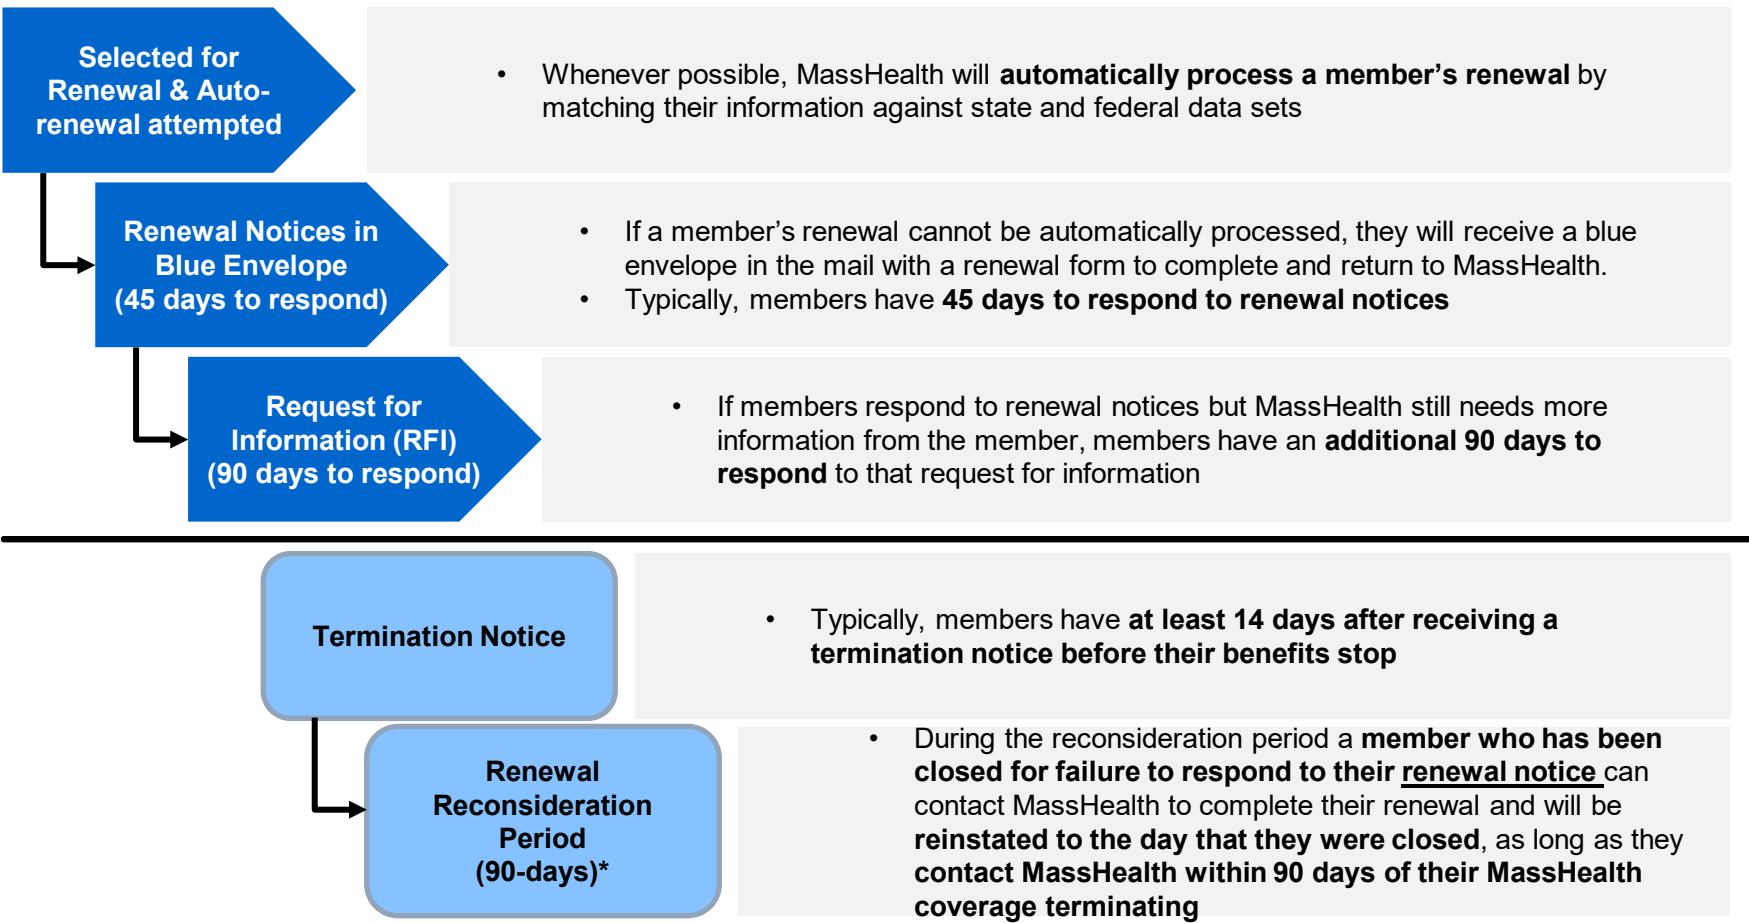 Selected for
Renewal & Auto-
renewal attempted
• Whenever possible, MassHealth will automatically process a member’s renewal by
matching their information against state and federal data sets
Renewal Notices in
Blue Envelope
(45 days to respond)
• If a member’s renewal cannot be automatically processed, they will receive a blue
envelope in the mail with a renewal form to complete and return to MassHealth.
• Typically, members have 45 days to respond to renewal notices
Request for
Information (RFI)
(90 days to respond)
• If members respond to renewal notices but MassHealth still needs more
information from the member, members have an additional 90 days to
respond to that request for information
Termination Notice
• Typically, members have at least 14 days after receiving a
termination notice before their benefits stop
Renewal
Reconsideration
Period
(90-days)*
• During the reconsideration period a member who has been
closed for failure to respond to their renewal notice can
contact MassHealth to complete their renewal and will be
reinstated to the day that they were closed, as long as they
contact MassHealth within 90 days of their MassHealth
coverage terminating